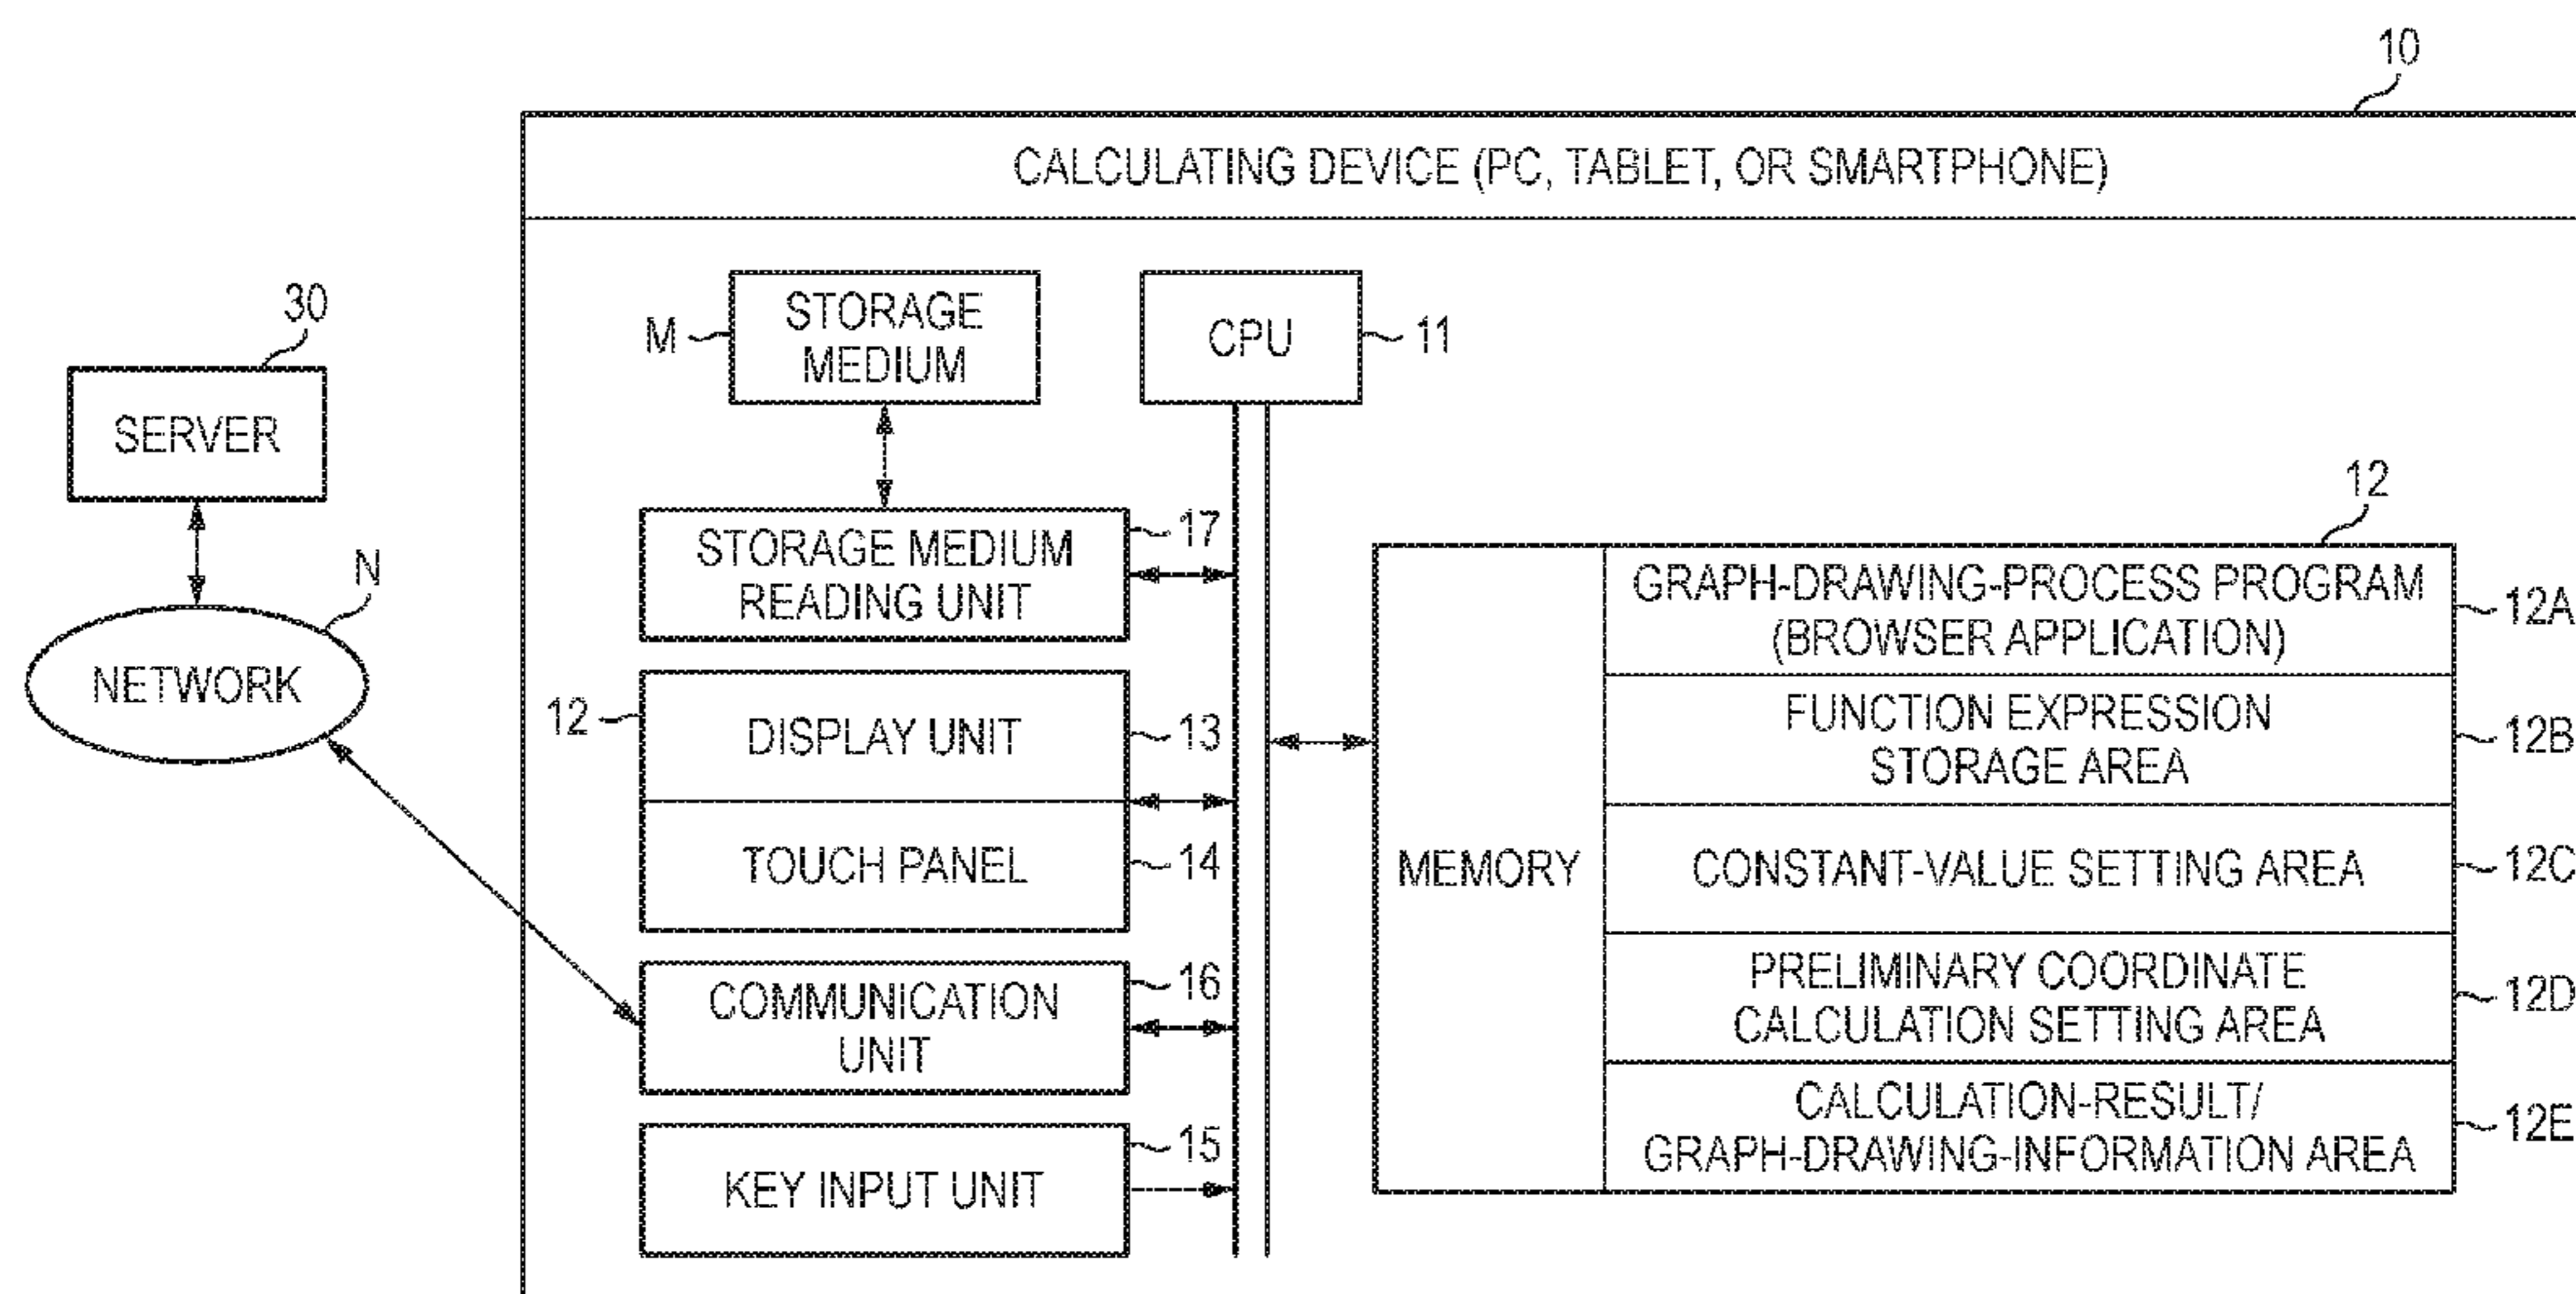 10
CALCULATING DEVICE (PC, TABLET, OR SMARTPHONE)
30
SERVER
N
NETWORK
M
STORAGE
MEDIUM
CPU
11
17
STORAGE MEDIUM
READING UNIT
12
DISPLAY UNIT
13
TOUCH PANEL
14
16
COMMUNICATION
UNIT
15
KEY INPUT UNIT
12
MEMORY
GRAPH-DRAWING-PROCESS PROGRAM
(BROWSER APPLICATION)
12A
FUNCTION EXPRESSION
STORAGE AREA
12B
CONSTANT-VALUE SETTING AREA
12C
PRELIMINARY COORDINATE
CALCULATION SETTING AREA
12D
CALCULATION-RESULT/
GRAPH-DRAWING-INFORMATION AREA
12E